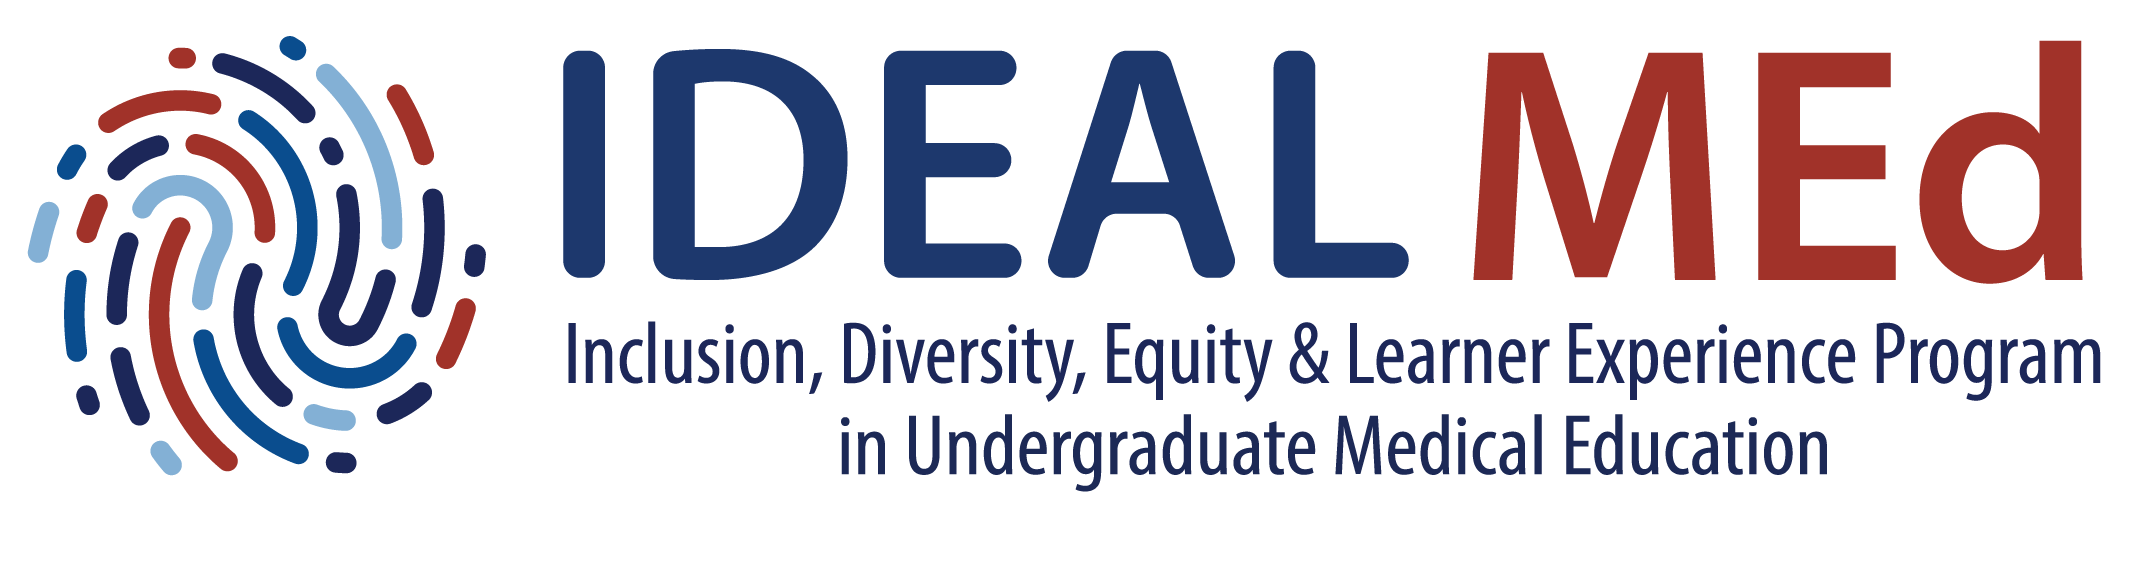 IDEAL MEd
Inclusion, Diversity, Equity & Learner Experience Program
in Undergraduate Medical Education